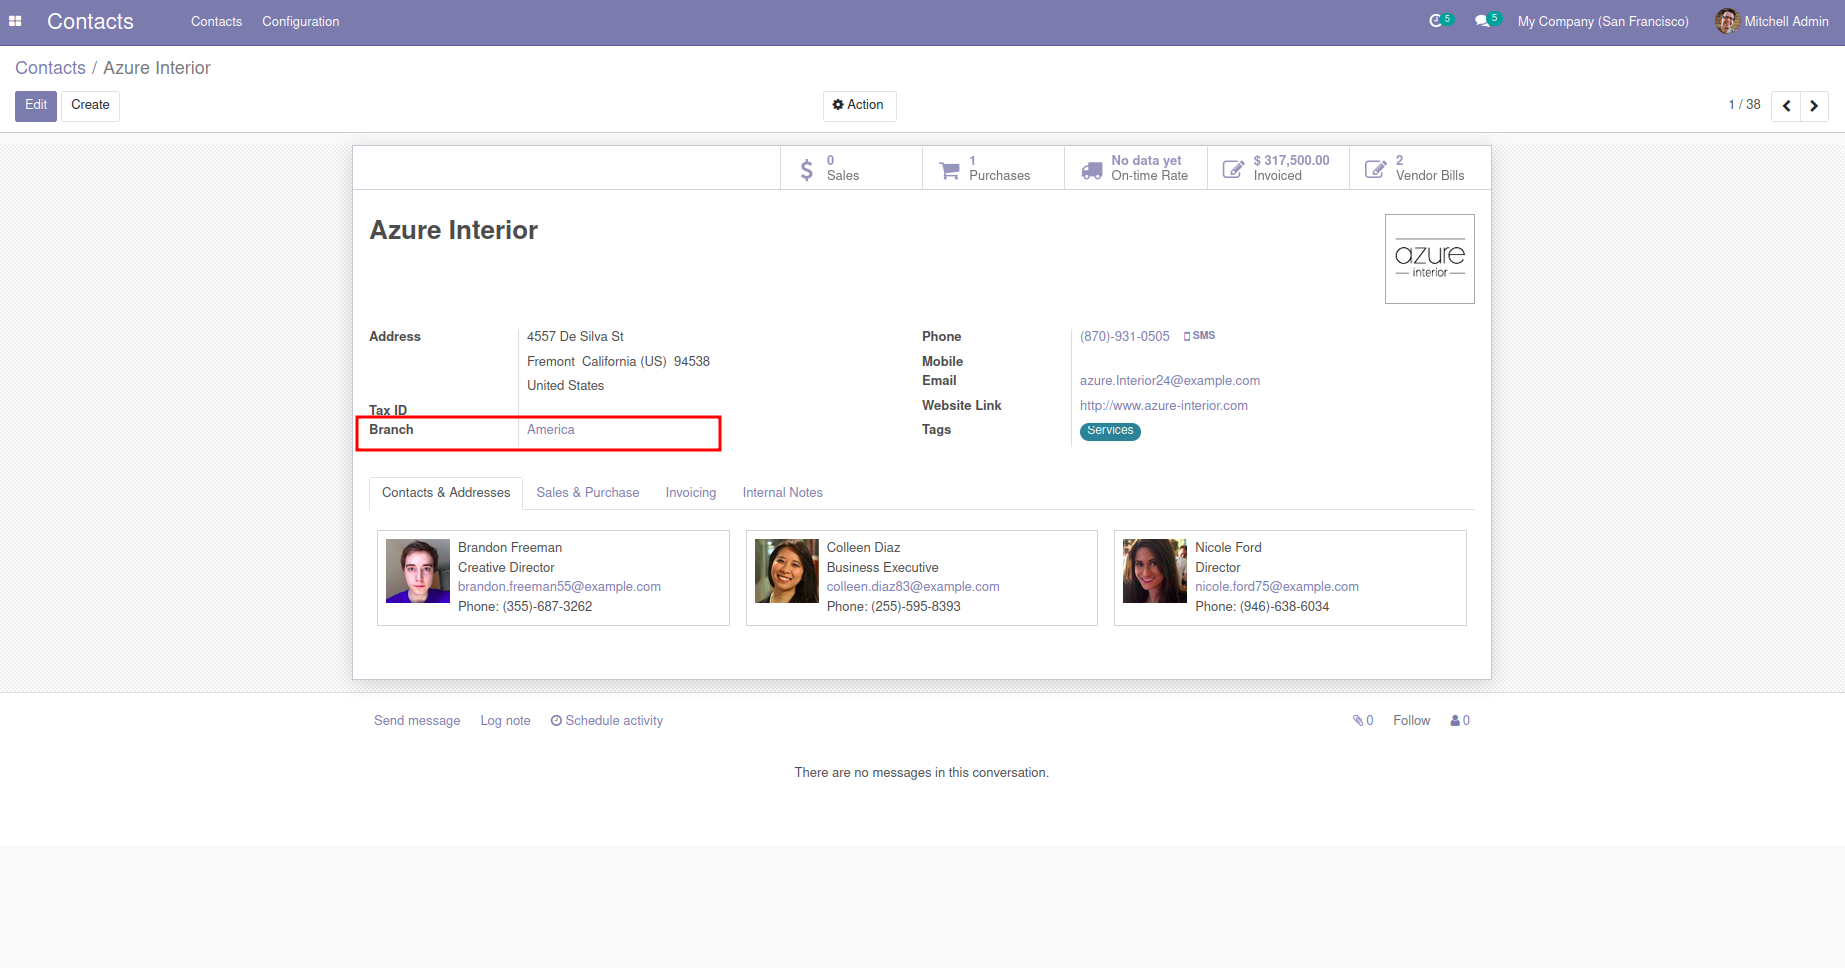 Contacts Contacts Configuration 5 5 My Company (San Francisco) Mitchell Admin
Contacts / Azure Interior
Edit Create Action 1 / 38
0 Sales
1 Purchases
No data yet On-time Rate
$ 317,500.00 Invoiced
2 Vendor Bills
Azure Interior
azure
interior
Address 4557 De Silva St
Fremont California (US) 94538
United States
Tax ID
Branch America
Phone (870)-931-0505 SMS
Mobile
Email azure.Interior24@example.com
Website Link http://www.azure-interior.com
Tags Services
Contacts & Addresses Sales & Purchase Invoicing Internal Notes
Brandon Freeman
Creative Director
brandon.freeman55@example.com
Phone: (355)-687-3262
Colleen Diaz
Business Executive
colleen.diaz83@example.com
Phone: (255)-595-8393
Nicole Ford
Director
nicole.ford75@example.com
Phone: (946)-638-6034
Send message Log note Schedule activity 0 Follow 0
There are no messages in this conversation.